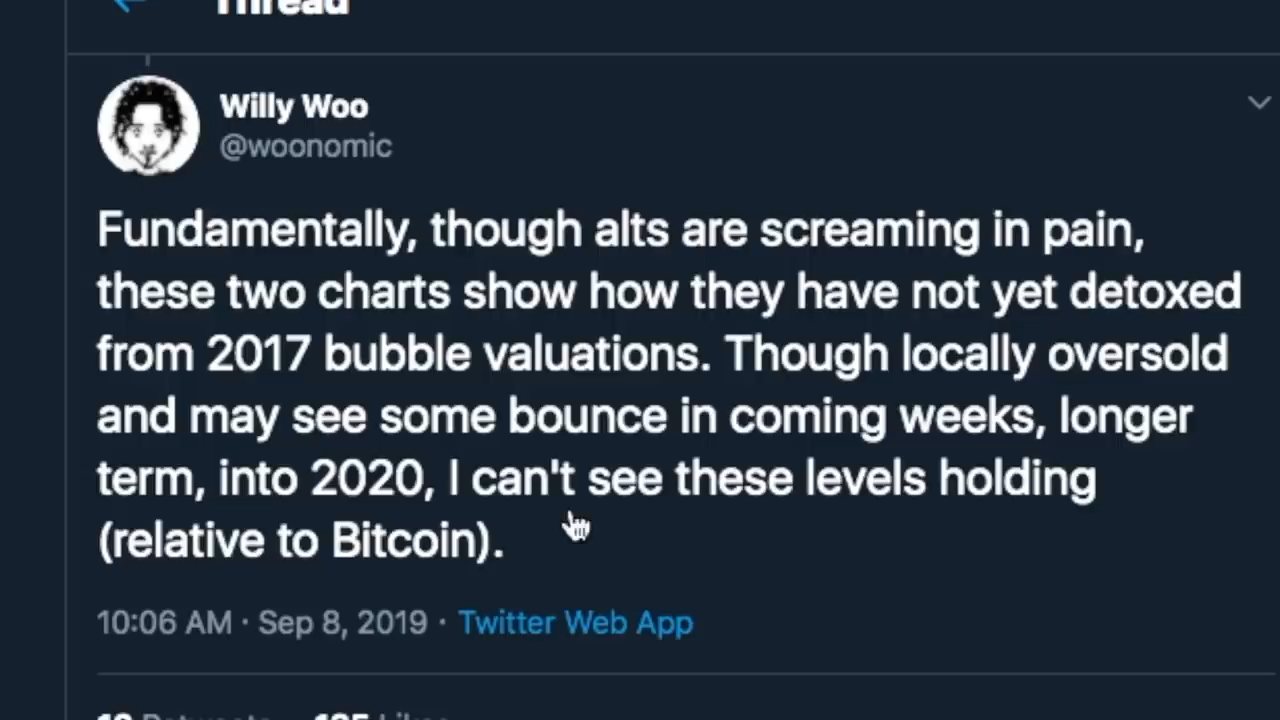 Thread
Willy Woo
@woonomic
Fundamentally, though alts are screaming in pain,
these two charts show how they have not yet detoxed
from 2017 bubble valuations. Though locally oversold
and may see some bounce in coming weeks, longer
term, into 2020, I can't see these levels holding
(relative to Bitcoin).
10:06 AM · Sep 8, 2019 · Twitter Web App
Retweets Likes